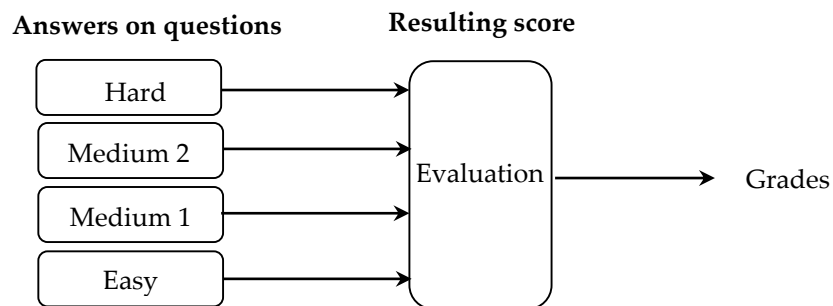 Answers on questions
Resulting score
Hard
Medium 2
Medium 1
Easy
Evaluation
Grades